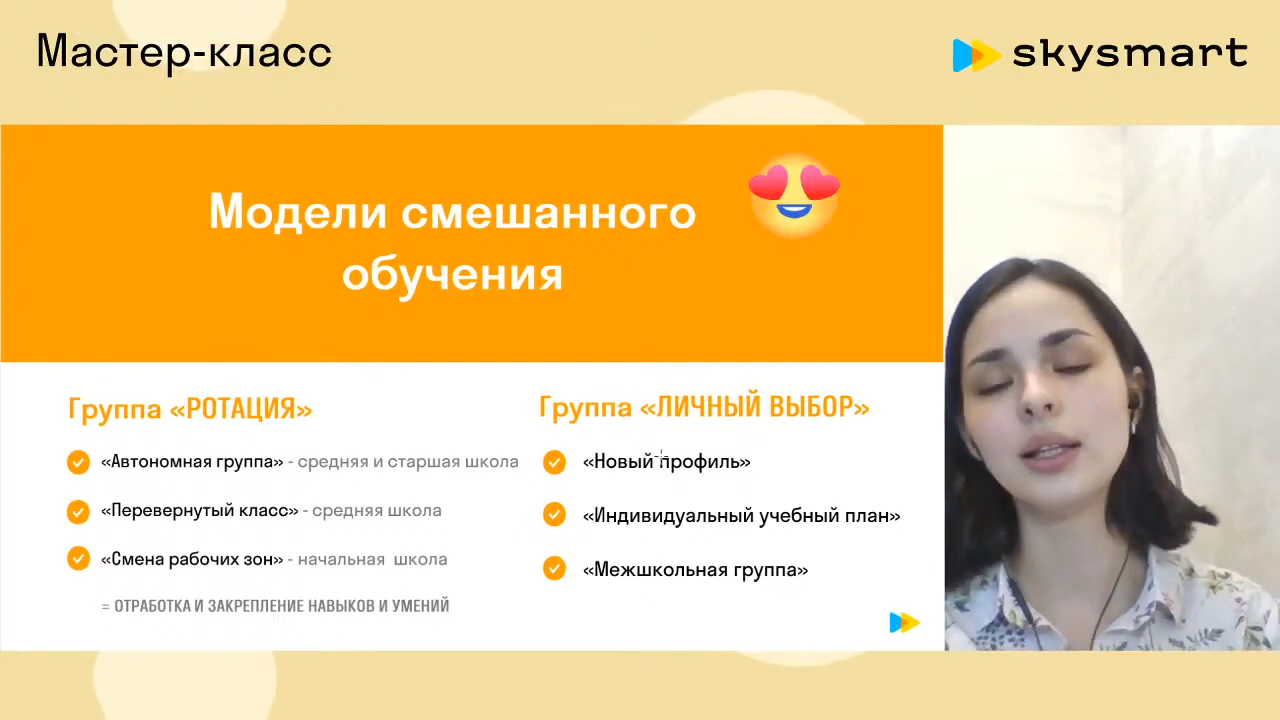 Мастер-класс
skysmart
Модели смешанного
обучения
Группа «РОТАЦИЯ»
«Автономная группа» - средняя и старшая школа
«Перевернутый класс» - средняя школа
«Смена рабочих зон» - начальная школа
= ОТРАБОТКА И ЗАКРЕПЛЕНИЕ НАВЫКОВ И УМЕНИЙ
Группа «ЛИЧНЫЙ ВЫБОР»
«Новый профиль»
«Индивидуальный учебный план»
«Межшкольная группа»